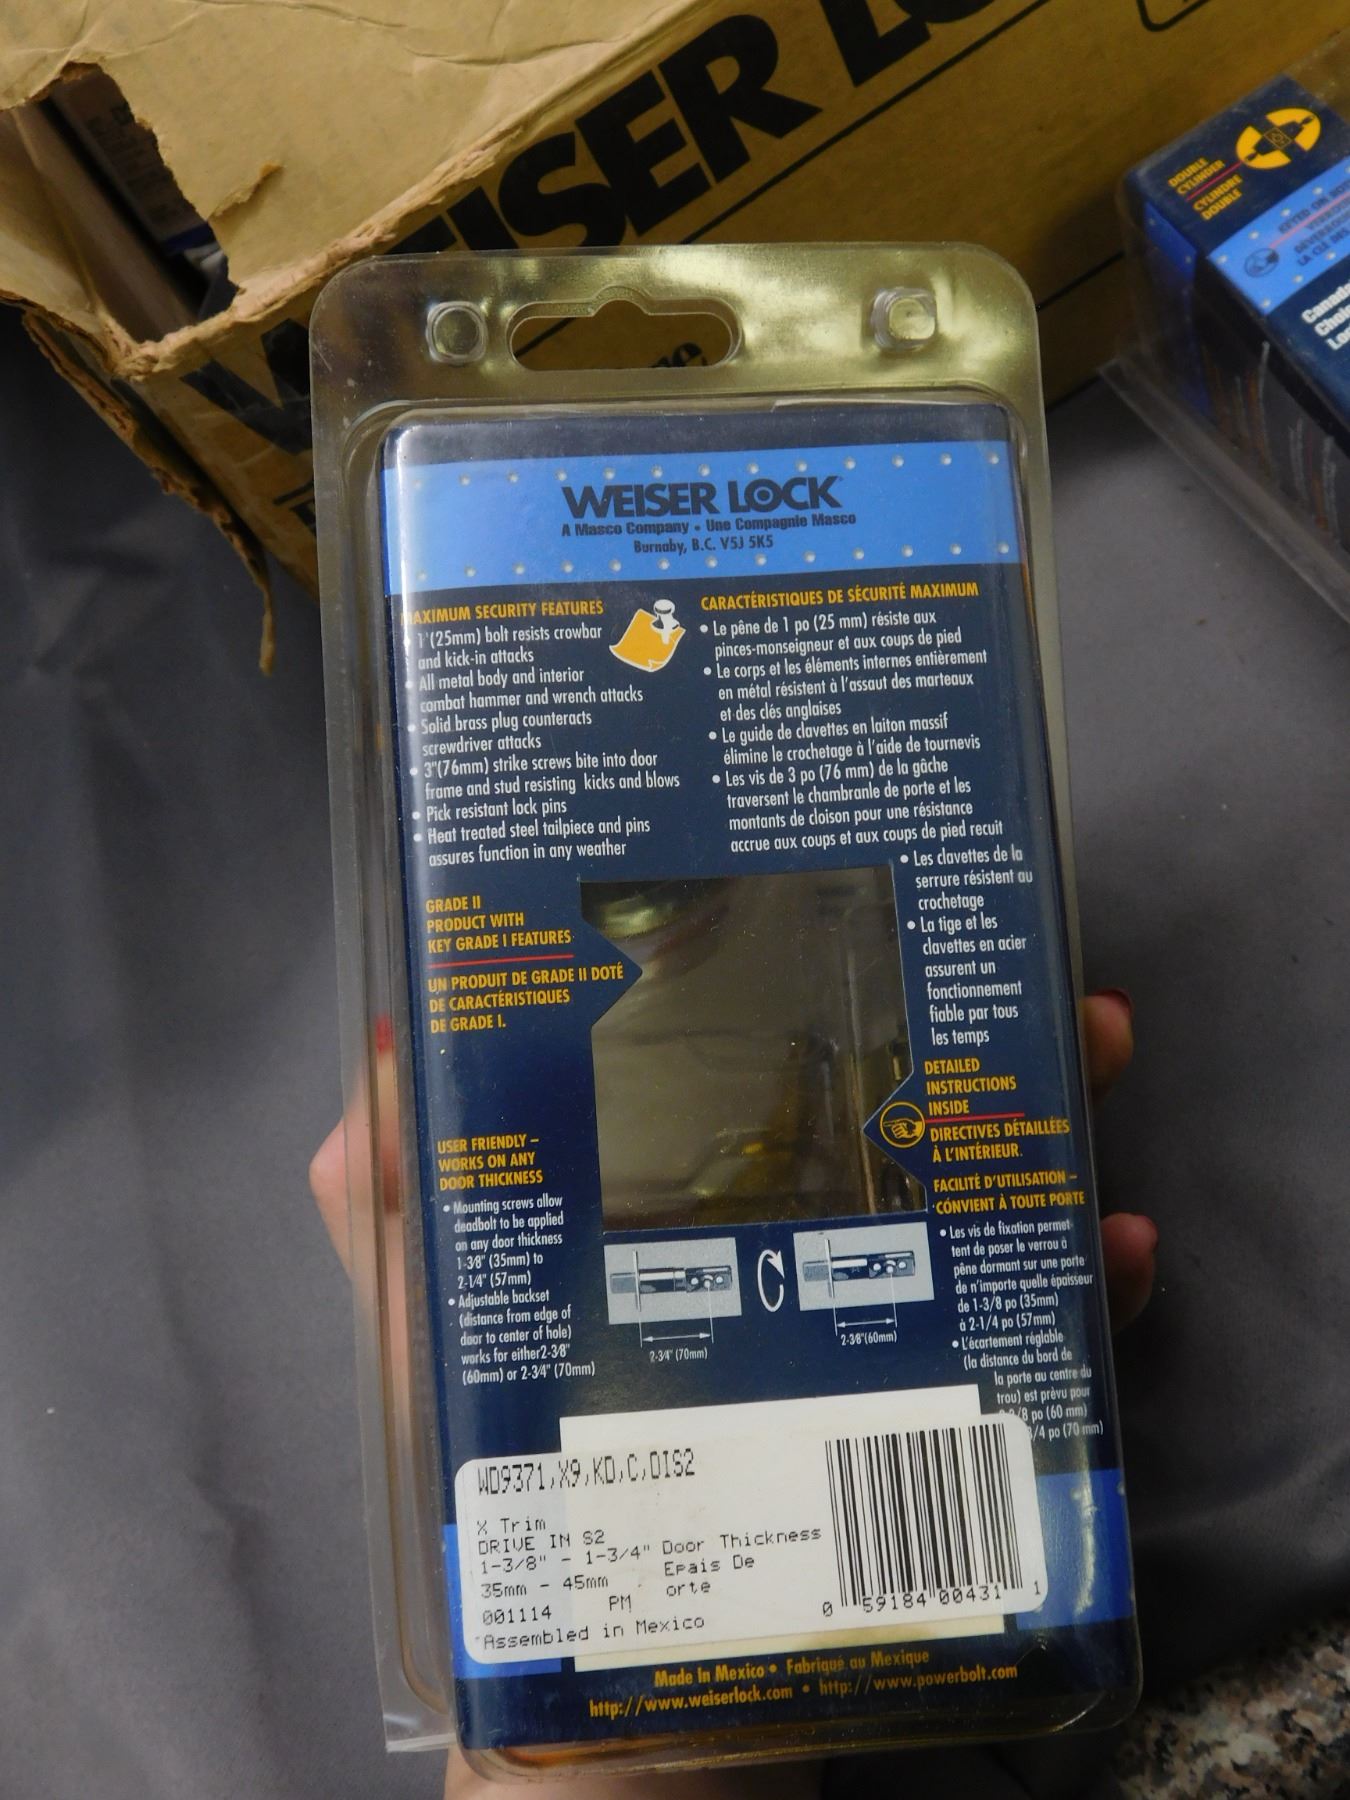 WEISER LOCK
A Masco Company • Une Compagnie Masco
Burnaby, B.C. V5J 5K5
MAXIMUM SECURITY FEATURES
• 1"(25mm) bolt resists crowbar
and kick-in attacks
• All metal body and interior
combat hammer and wrench attacks
• Solid brass plug counteracts
screwdriver attacks
• 3"(76mm) strike screws bite into door
frame and stud resisting kicks and blows
• Pick resistant lock pins
• Heat treated steel tailpiece and pins
assures function in any weather
CARACTÉRISTIQUES DE SÉCURITÉ MAXIMUM
• Le pêne de 1 po (25 mm) résiste aux
pinces-monseigneur et aux coups de pied
• Le corps et les éléments internes entièrement
en métal résistent à l'assaut des marteaux
et des clés anglaises
• Le guide de clavettes en laiton massif
élimine le crochetage à l'aide de tournevis
• Les vis de 3 po (76 mm) de la gâche
traversent le chambranle de porte et les
montants de cloison pour une résistance
accrue aux coups et aux coups de pied recuit
• Les clavettes de la
serrure résistent au
crochetage
• La tige et les
clavettes en acier
assurent un
fonctionnement
fiable par tous
les temps
GRADE II
PRODUCT WITH
KEY GRADE I FEATURES
UN PRODUIT DE GRADE II DOTÉ
DE CARACTÉRISTIQUES
DE GRADE I.
DETAILED
INSTRUCTIONS
INSIDE
DIRECTIVES DÉTAILLÉES
À L'INTÉRIEUR.
USER FRIENDLY –
WORKS ON ANY
DOOR THICKNESS
• Mounting screws allow
deadbolt to be applied
on any door thickness
1-3/8" (35mm) to
2-1/4" (57mm)
• Adjustable backset
(distance from edge of
door to center of hole)
works for either2-3/8"
(60mm) or 2-3/4" (70mm)
2-3/4" (70mm)
2-3/8"(60mm)
FACILITÉ D'UTILISATION –
CONVIENT À TOUTE PORTE
• Les vis de fixation permet-
tent de poser le verrou à
pêne dormant sur une porte
de n'importe quelle épaisseur
de 1-3/8 po (35mm)
à 2-1/4 po (57mm)
• L'écartement réglable
(la distance du bord de
la porte au centre du
trou) est prèvu pour
/8 po (60 mm)
/4 po (70 mm)
WD9371,X9,KD,C,DIS2
X Trim
DRIVE IN S2
1-3/8" - 1-3/4" Door Thickness
35mm - 45mm Epais De
orte
001114 PM
Assembled in Mexico
0 59184 00431 1
Made In Mexico • Fabriqué au Mexique
http://www.weiserlock.com • http://www.powerbolt.com
WEISER
DOUBLE
CYLINDER
CYLINDRE
DOUBLE